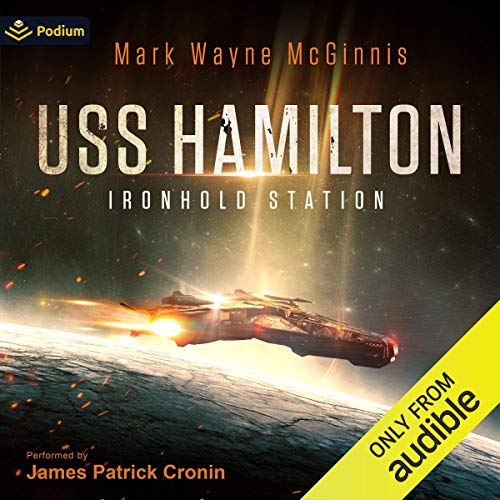 Podium
Mark Wayne McGinnis
USS HAMILTON
IRONHOLD STATION
ONLY FROM
audible
Performed by
James Patrick Cronin